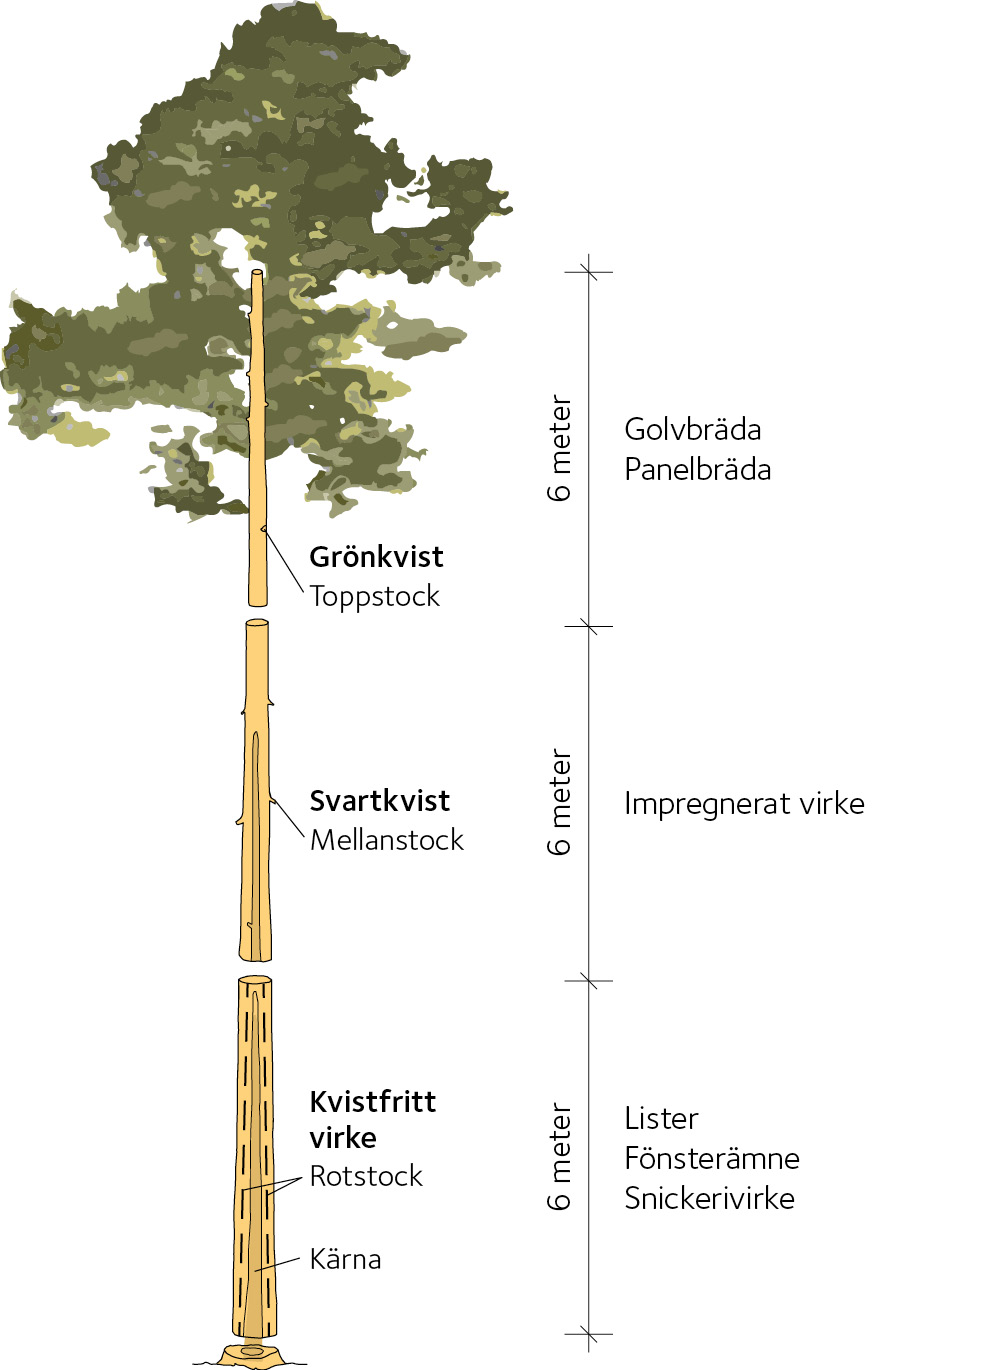 6 meter
Golvbräda
Panelbräda
Grönkvist
Toppstock
6 meter
Svartkvist
Mellanstock
Impregnerat virke
6 meter
Kvistfritt
virke
Rotstock
Kärna
Lister
Fönsterämne
Snickerivirke